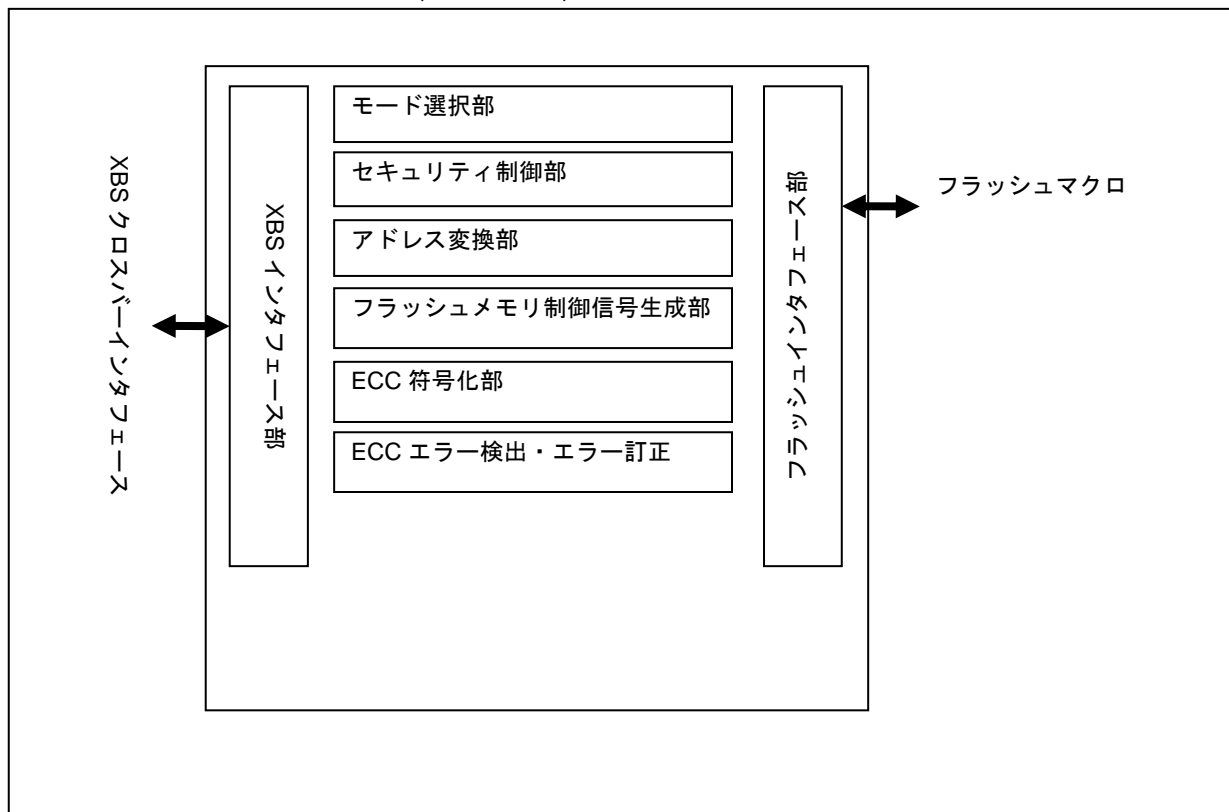 XBS クロスバーインタフェース
XBS インタフェース部
モード選択部
セキュリティ制御部
アドレス変換部
フラッシュメモリ制御信号生成部
ECC 符号化部
ECC エラー検出・エラー訂正
フラッシュインタフェース部
フラッシュマクロ